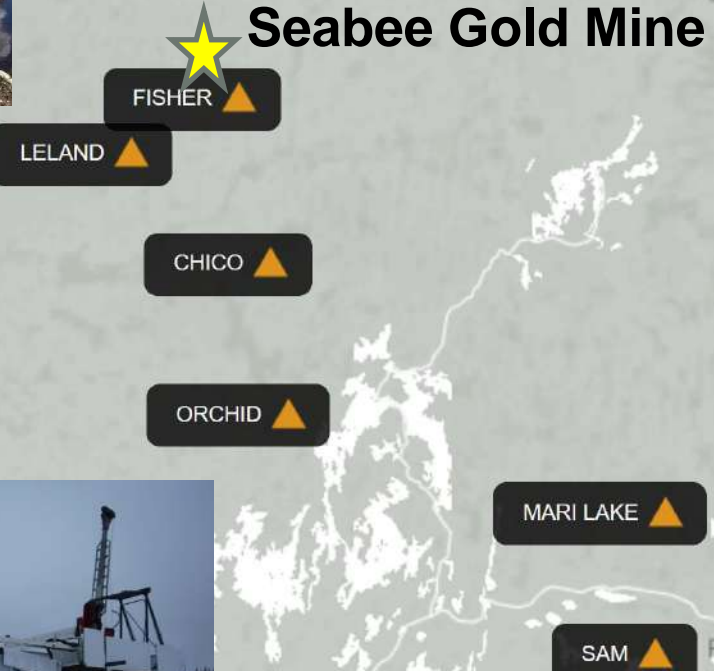 Seabee Gold Mine
FISHER
LELAND
CHICO
ORCHID
MARI LAKE
SAM